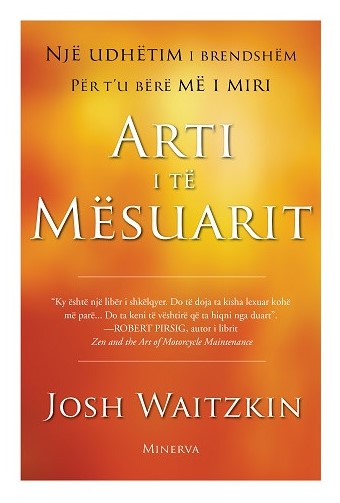 NJË UDHËTIM I BRENDSHËM
PËR T'U BËRË MË I MIRI
ARTI
I TË
MËSUARIT
"Ky është një libër i shkëlqyer. Do të doja ta kisha lexuar kohë
më parë... Do ta keni të vështirë që ta hiqni nga duart".
—ROBERT PIRSIG, autor i librit
Zen and the Art of Motorcycle Maintenance
JOSH WAITZKIN
MINERVA